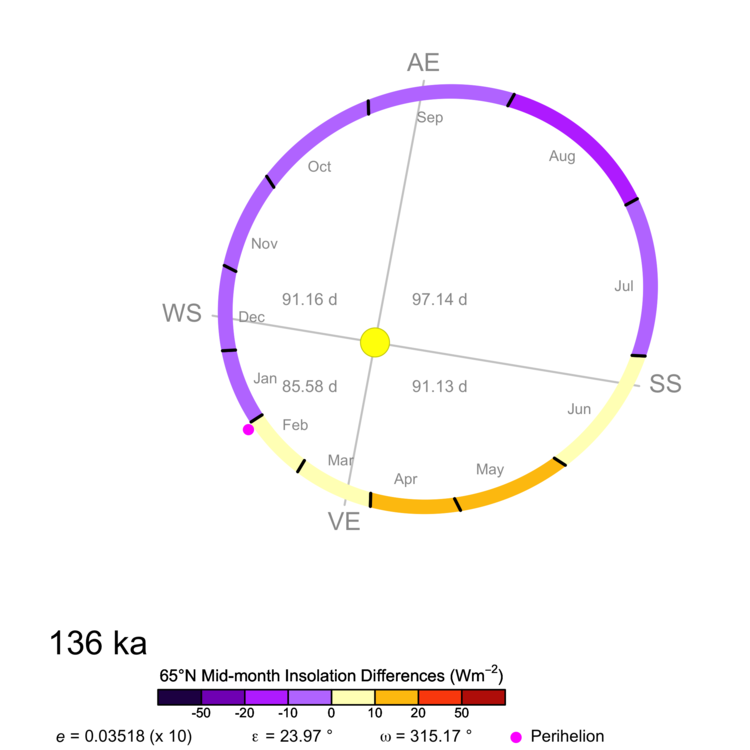 AE
Sep
Aug
Oct
Nov
Jul
91.16 d 97.14 d
WS
Dec
Jan
85.58 d 91.13 d
SS
Jun
Feb
Mar
May
Apr
VE
136 ka
65°N Mid-month Insolation Differences (Wm⁻²)
-50 -20 -10 0 10 20 50
e = 0.03518 (x 10) ε = 23.97 ° ω = 315.17 ° Perihelion